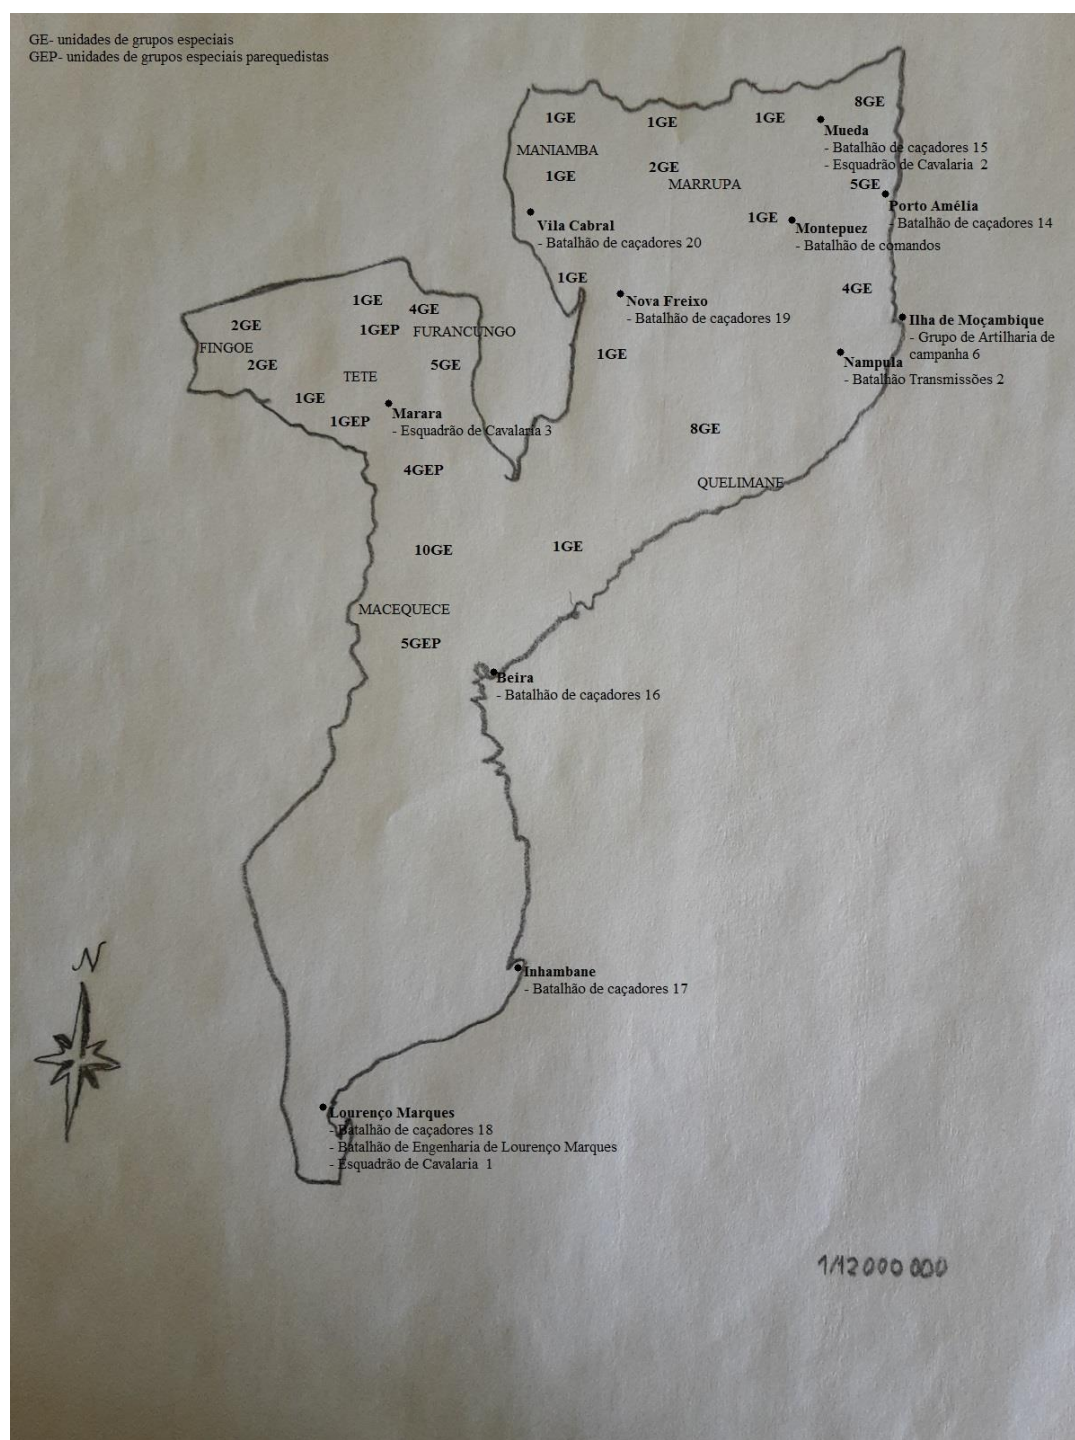 GE- unidades de grupos especiais
GEP- unidades de grupos especiais parequedistas
8GE
1GE
1GE
1GE
Mueda
- Batalhão de caçadores 15
- Esquadrão de Cavalaria 2
MANIAMBA
1GE
2GE
MARRUPA
5GE
Porto Amélia
- Batalhão de caçadores 14
Vila Cabral
- Batalhão de caçadores 20
1GE
Montepuez
- Batalhão de comandos
1GE
4GE
Nova Freixo
- Batalhão de caçadores 19
Ilha de Moçambique
- Grupo de Artilharia de
campanha 6
1GE
4GE
2GE
1GEP
FURANCUNGO
FINGOE
2GE
5GE
TETE
1GE
Nampula
- Batalhão Transmissões 2
1GE
Marara
- Esquadrão de Cavalaria 3
1GEP
8GE
4GEP
QUELIMANE
10GE
1GE
MACEQUECE
5GEP
Beira
- Batalhão de caçadores 16
N
Inhambane
- Batalhão de caçadores 17
Lourenço Marques
- Batalhão de caçadores 18
- Batalhão de Engenharia de Lourenço Marques
- Esquadrão de Cavalaria 1
1/12 000 000